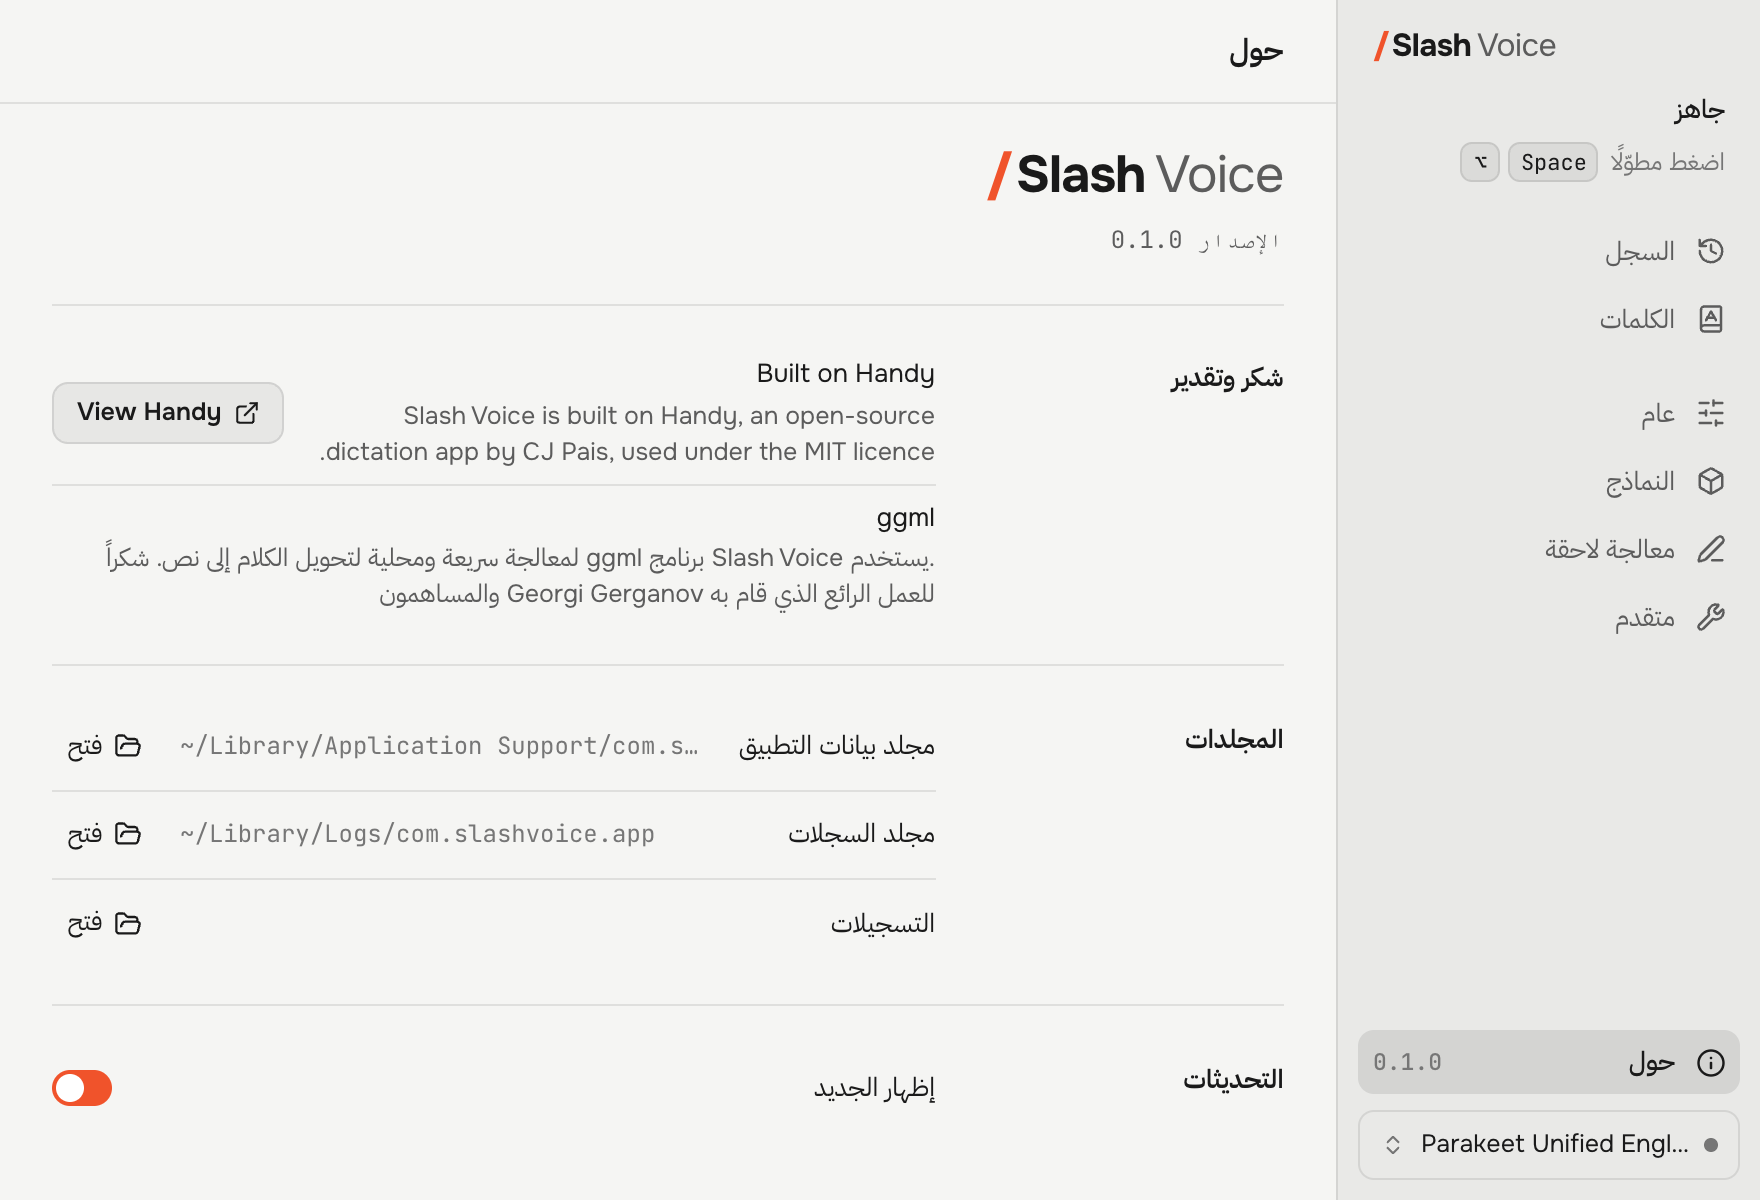 /Slash Voice
جاهز
اضغط مطوّلًا Space ⌥
السجل
الكلمات
عام
النماذج
معالجة لاحقة
متقدم
حول 0.1.0
Parakeet Unified Engl...
حول
/Slash Voice
الإصدار 0.1.0
شكر وتقدير
Built on Handy
Slash Voice is built on Handy, an open-source
dictation app by CJ Pais, used under the MIT licence.
View Handy
ggml
.يستخدم Slash Voice برنامج ggml لمعالجة سريعة ومحلية لتحويل الكلام إلى نص. شكراً
للعمل الرائع الذي قام به Georgi Gerganov والمساهمون
المجلدات
مجلد بيانات التطبيق ~/Library/Application Support/com.s… فتح
مجلد السجلات ~/Library/Logs/com.slashvoice.app فتح
التسجيلات فتح
التحديثات
إظهار الجديد